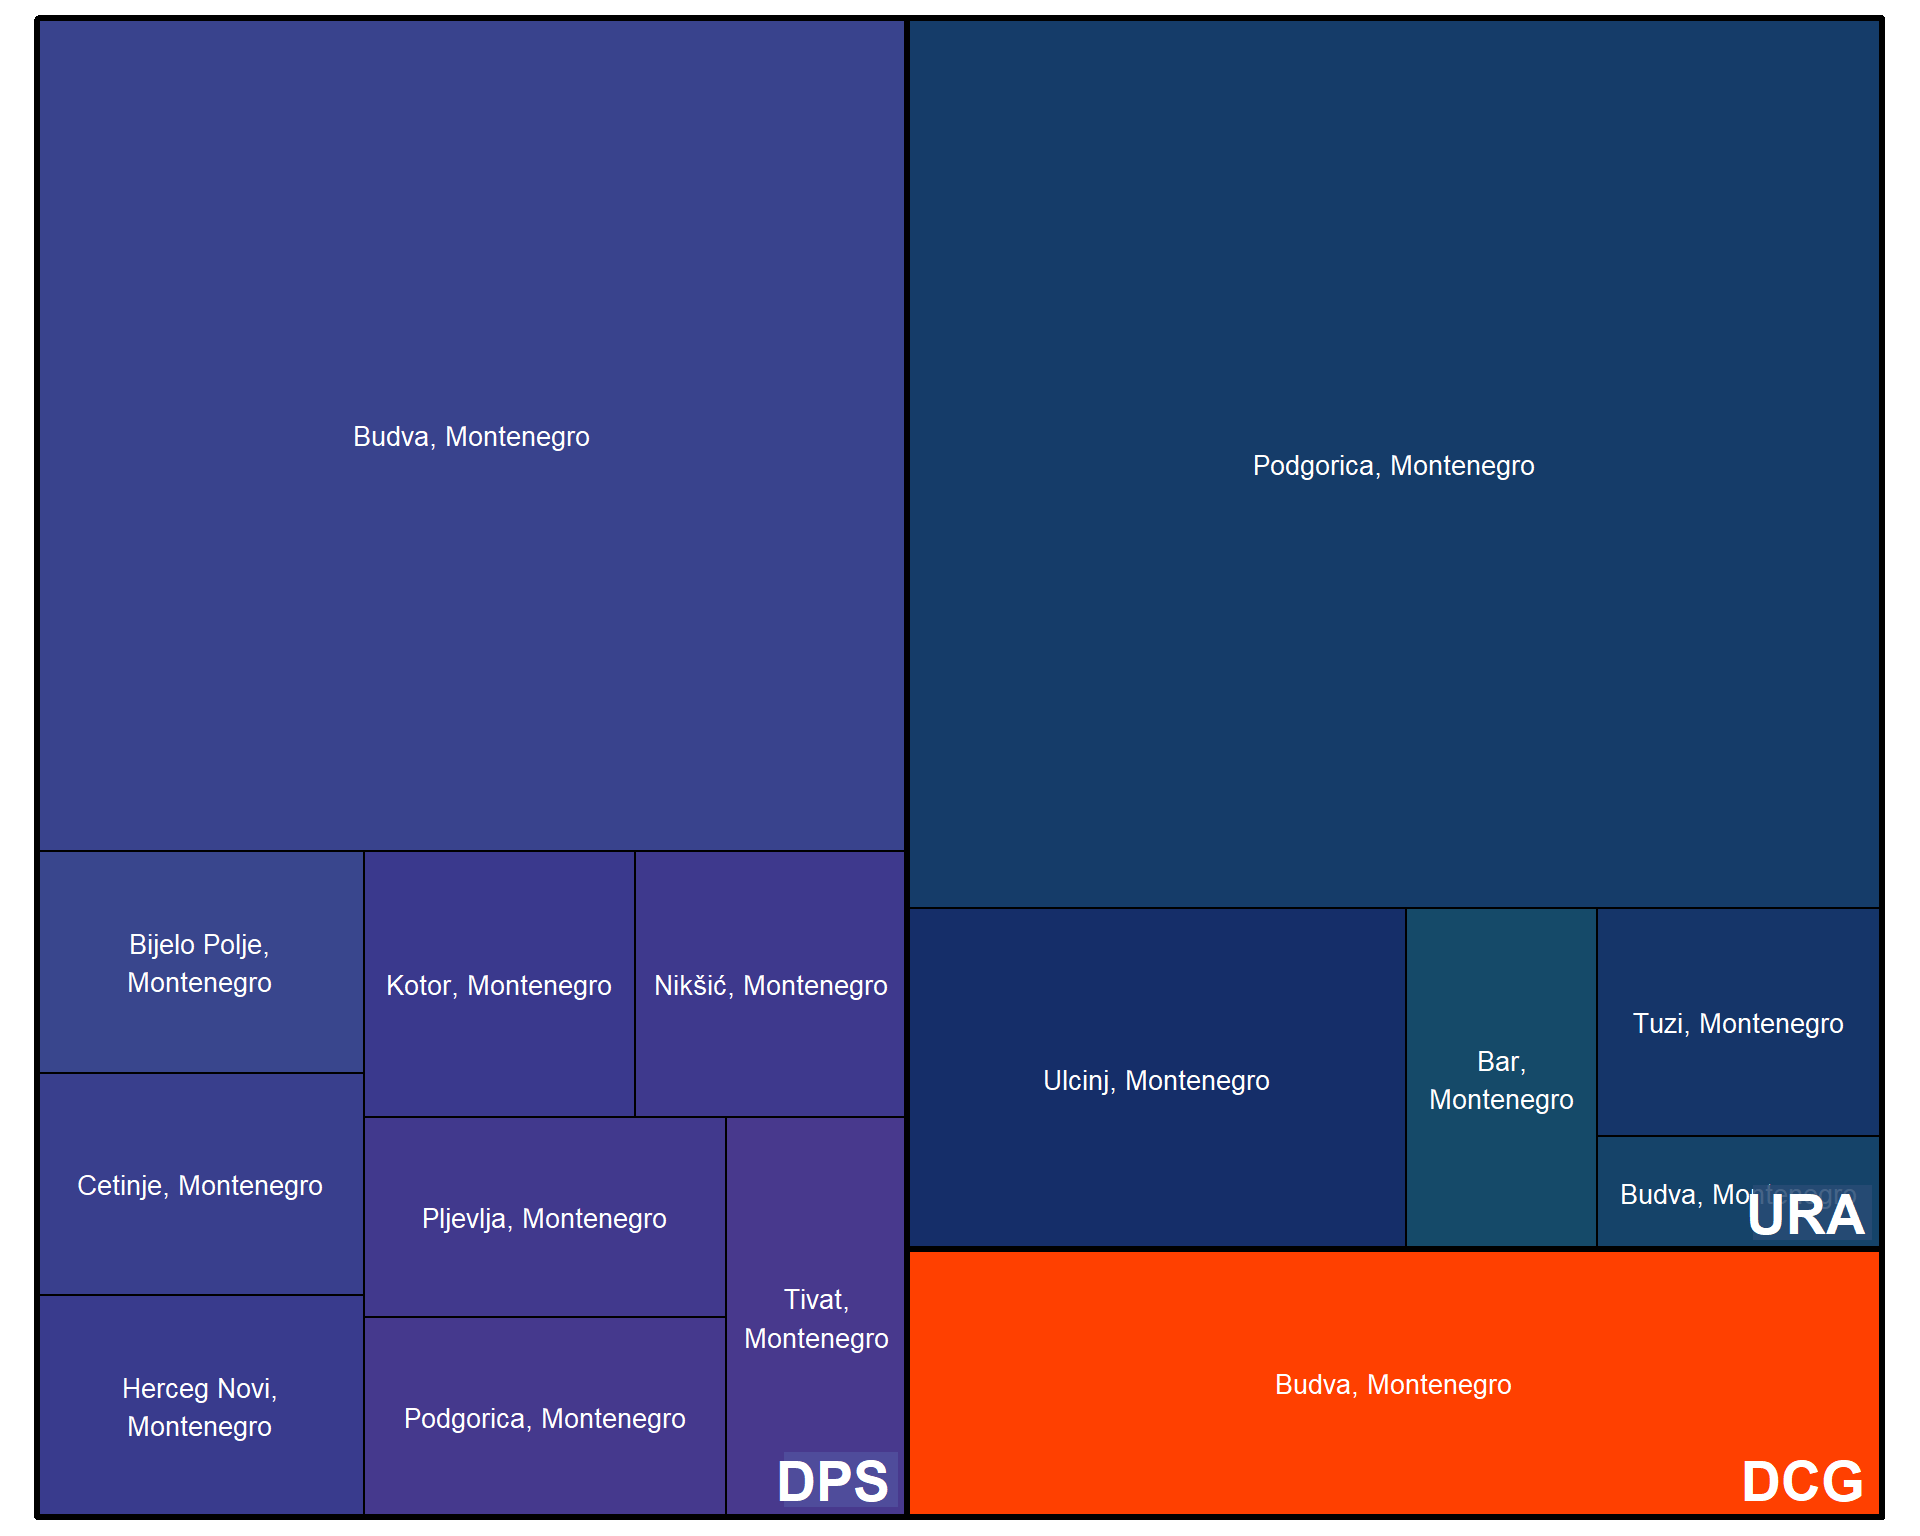 Budva, Montenegro
Bijelo Polje,
Montenegro
Kotor, Montenegro
Nikšić, Montenegro
Cetinje, Montenegro
Pljevlja, Montenegro
Tivat,
Montenegro
Herceg Novi,
Montenegro
Podgorica, Montenegro
DPS
Podgorica, Montenegro
Ulcinj, Montenegro
Bar,
Montenegro
Tuzi, Montenegro
Budva, Montenegro
URA
Budva, Montenegro
DCG